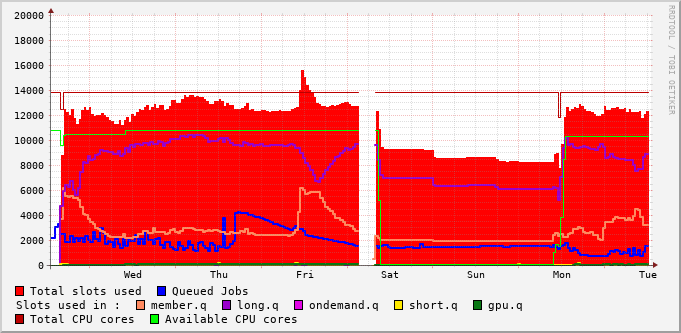 RRDTOOL / TOBI OETIKER
20000
18000
16000
14000
12000
10000
8000
6000
4000
2000
0
Wed Thu Fri Sat Sun Mon Tue
Total slots used Queued Jobs
Slots used in : member.q long.q ondemand.q short.q gpu.q
Total CPU cores Available CPU cores